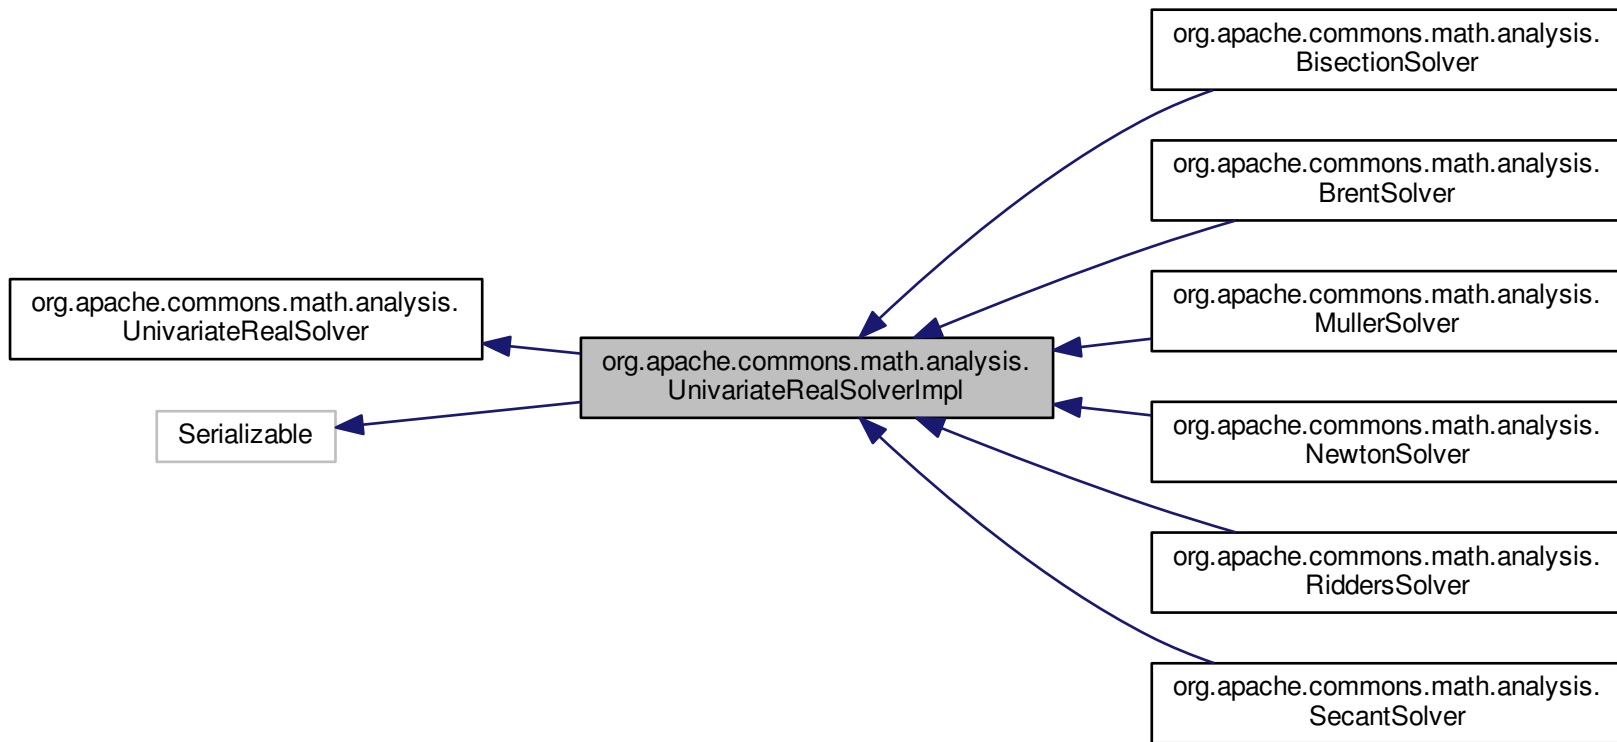 org.apache.commons.math.analysis.
UnivariateRealSolver
Serializable
org.apache.commons.math.analysis.
UnivariateRealSolverImpl
org.apache.commons.math.analysis.
BisectionSolver
org.apache.commons.math.analysis.
BrentSolver
org.apache.commons.math.analysis.
MullerSolver
org.apache.commons.math.analysis.
NewtonSolver
org.apache.commons.math.analysis.
RiddersSolver
org.apache.commons.math.analysis.
SecantSolver